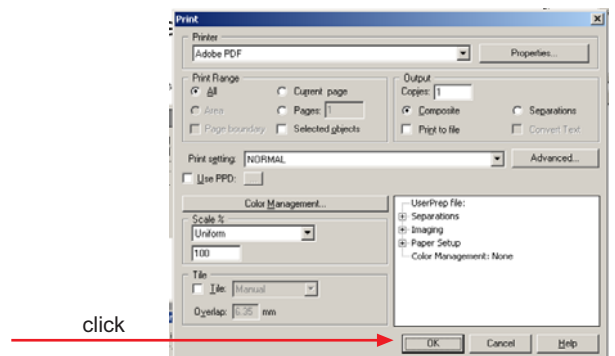 Print
Printer
Adobe PDF
Properties...
Print Range
All
Current page
Area
Pages: 1
Page boundary
Selected objects
Output
Copies: 1
Composite
Separations
Print to file
Convert Text
Print setting: NORMAL
Advanced...
Use PPD: ...
Color Management...
Scale %
Uniform
100
Tile
Tile: Manual
Overlap: 6.35 mm
UserPrep file:
Separations
Imaging
Paper Setup
Color Management: None
click
OK
Cancel
Help